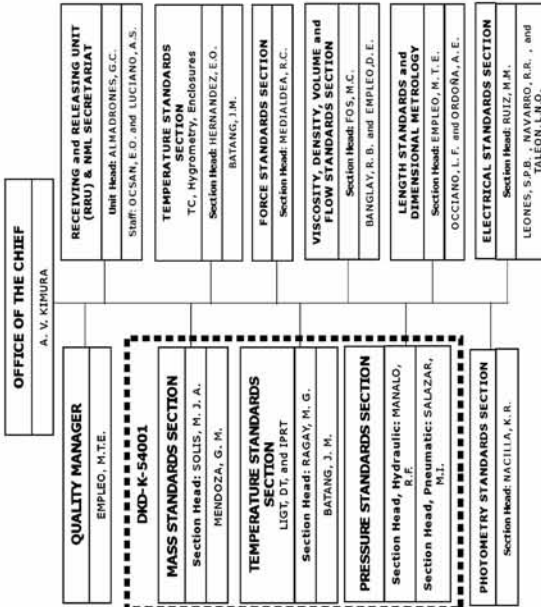 OFFICE OF THE CHIEF
A. V. KIMURA
QUALITY MANAGER
EMPLEO, M.T.E.
DKD-K-54001
MASS STANDARDS SECTION
Section Head: SOLIS, M. J. A.
MENDOZA, G. M.
TEMPERATURE STANDARDS
SECTION
LIGT, DT, and IPRT
Section Head: RAGAY, M. G.
BATANG, J. M.
PRESSURE STANDARDS SECTION
Section Head, Hydraulic: MANALO,
R.F.
Section Head, Pneumatic: SALAZAR,
M.I.
PHOTOMETRY STANDARDS SECTION
Section Head: NACILLA, K. R.
RECEIVING and RELEASING UNIT
(RRU) & NML SECRETARIAT
Unit Head: ALMADRONES, G.C.
Staff: OCSAN, E.O. and LUCIANO, A.S.
TEMPERATURE STANDARDS
SECTION
TC, Hygrometry, Enclosures
Section Head: HERNANDEZ, E.O.
BATANG, J.M.
FORCE STANDARDS SECTION
Section Head: MEDIALDEA, R.C.
VISCOSITY, DENSITY, VOLUME and
FLOW STANDARDS SECTION
Section Head: FOS, M.C.
BANGLAY, R. B. and EMPLEO, D. E.
LENGTH STANDARDS and
DIMENSIONAL METROLOGY
Section Head: EMPLEO, M. T. E.
OCCIANO, L. F. and ORDOÑA, A. E.
ELECTRICAL STANDARDS SECTION
Section Head: RUIZ, M.M.
LEONES, S.P.B., NAVARRO, R.R., and
TALEON, L.N.O.